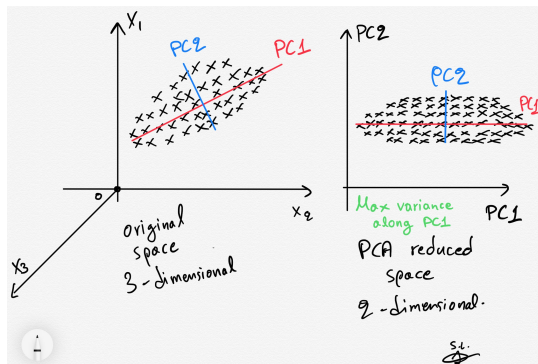 X1
PC2
PC1
0
X2
X3
original
space
3-dimensional
PC2
PC2
PC1
Max variance
along PC1
PC1
PCA reduced
space
2-dimensional.
S.L.